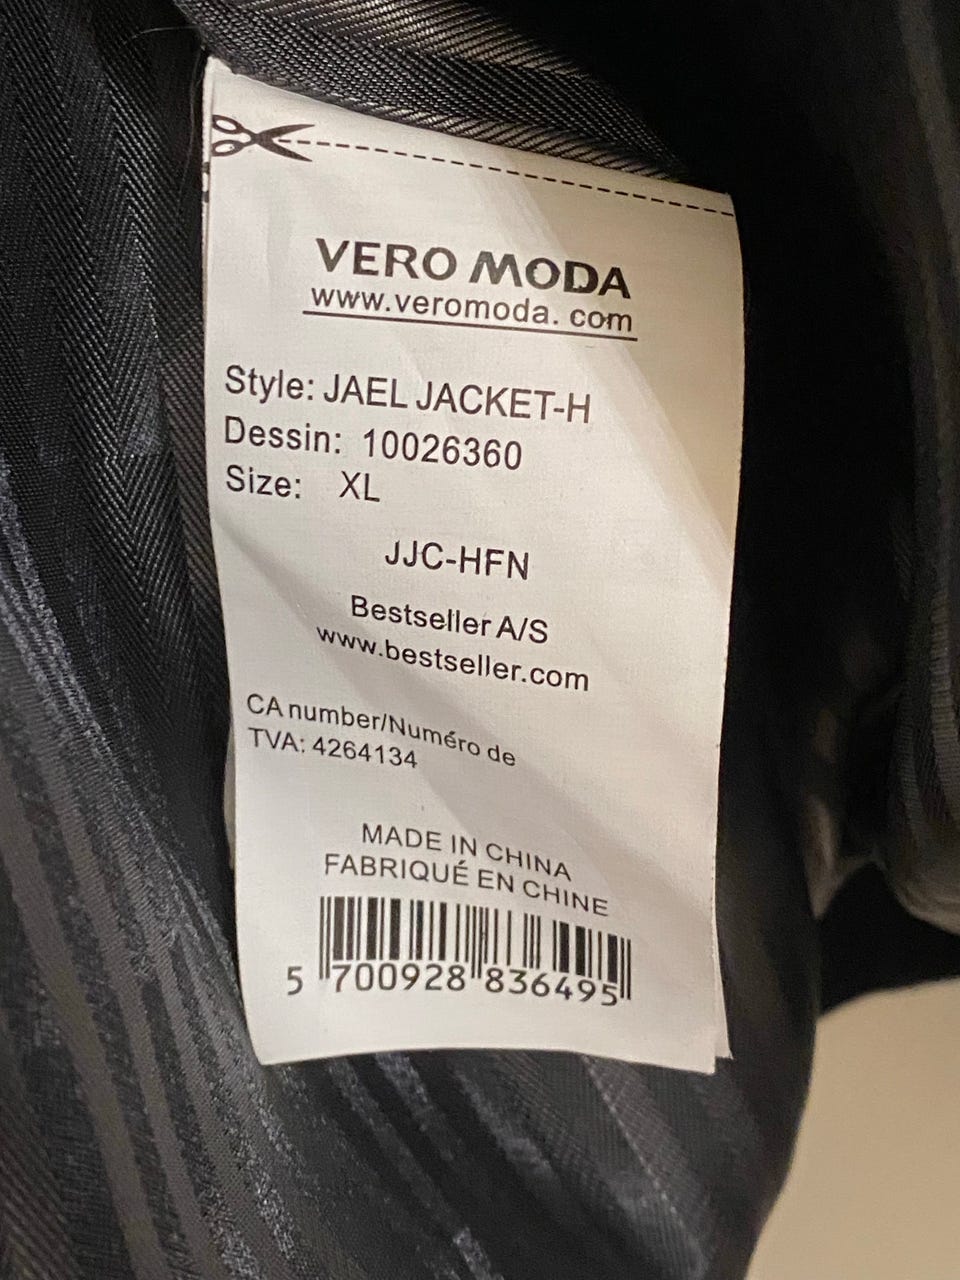 VERO MODA
www.veromoda. com
Style: JAEL JACKET-H
Dessin: 10026360
Size: XL
JJC-HFN
Bestseller A/S
www.bestseller.com
CA number/Numéro de
TVA: 4264134
MADE IN CHINA
FABRIQUÉ EN CHINE
5 700928 836495